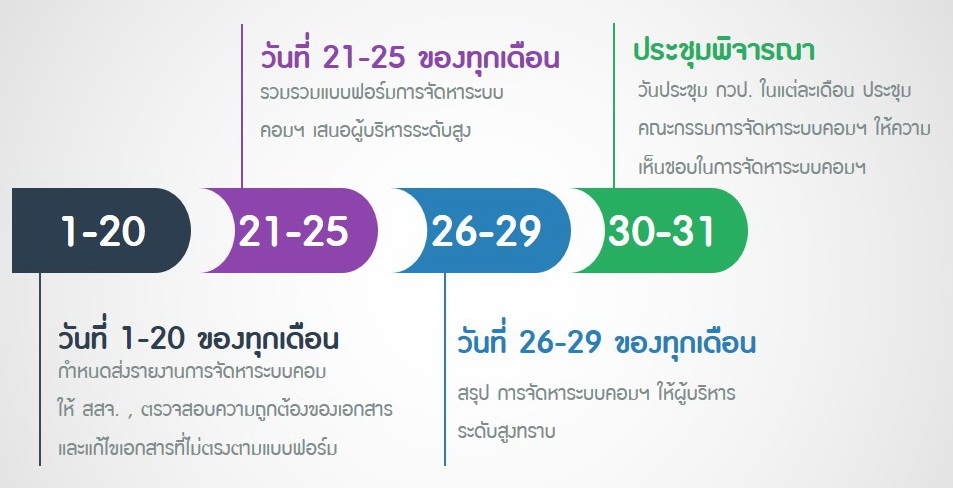 วันที่ 21-25 ของทุกเดือน
รวมรวมแบบฟอร์มการจัดหาระบบ
คอมฯ เสนอผู้บริหารระดับสูง
ประชุมพิจารณา
วันประชุม กวป. ในแต่ละเดือน ประชุม
คณะกรรมการจัดหาระบบคอมฯ ให้ความ
เห็นชอบในการจัดหาระบบคอมฯ
1-20
21-25
26-29
30-31
วันที่ 1-20 ของทุกเดือน
กำหนดส่งรายงานการจัดหาระบบคอม
ให้ สสจ. , ตรวจสอบความถูกต้องของเอกสาร
และแก้ไขเอกสารที่ไม่ตรงตามแบบฟอร์ม
วันที่ 26-29 ของทุกเดือน
สรุป การจัดหาระบบคอมฯ ให้ผู้บริหาร
ระดับสูงทราบ